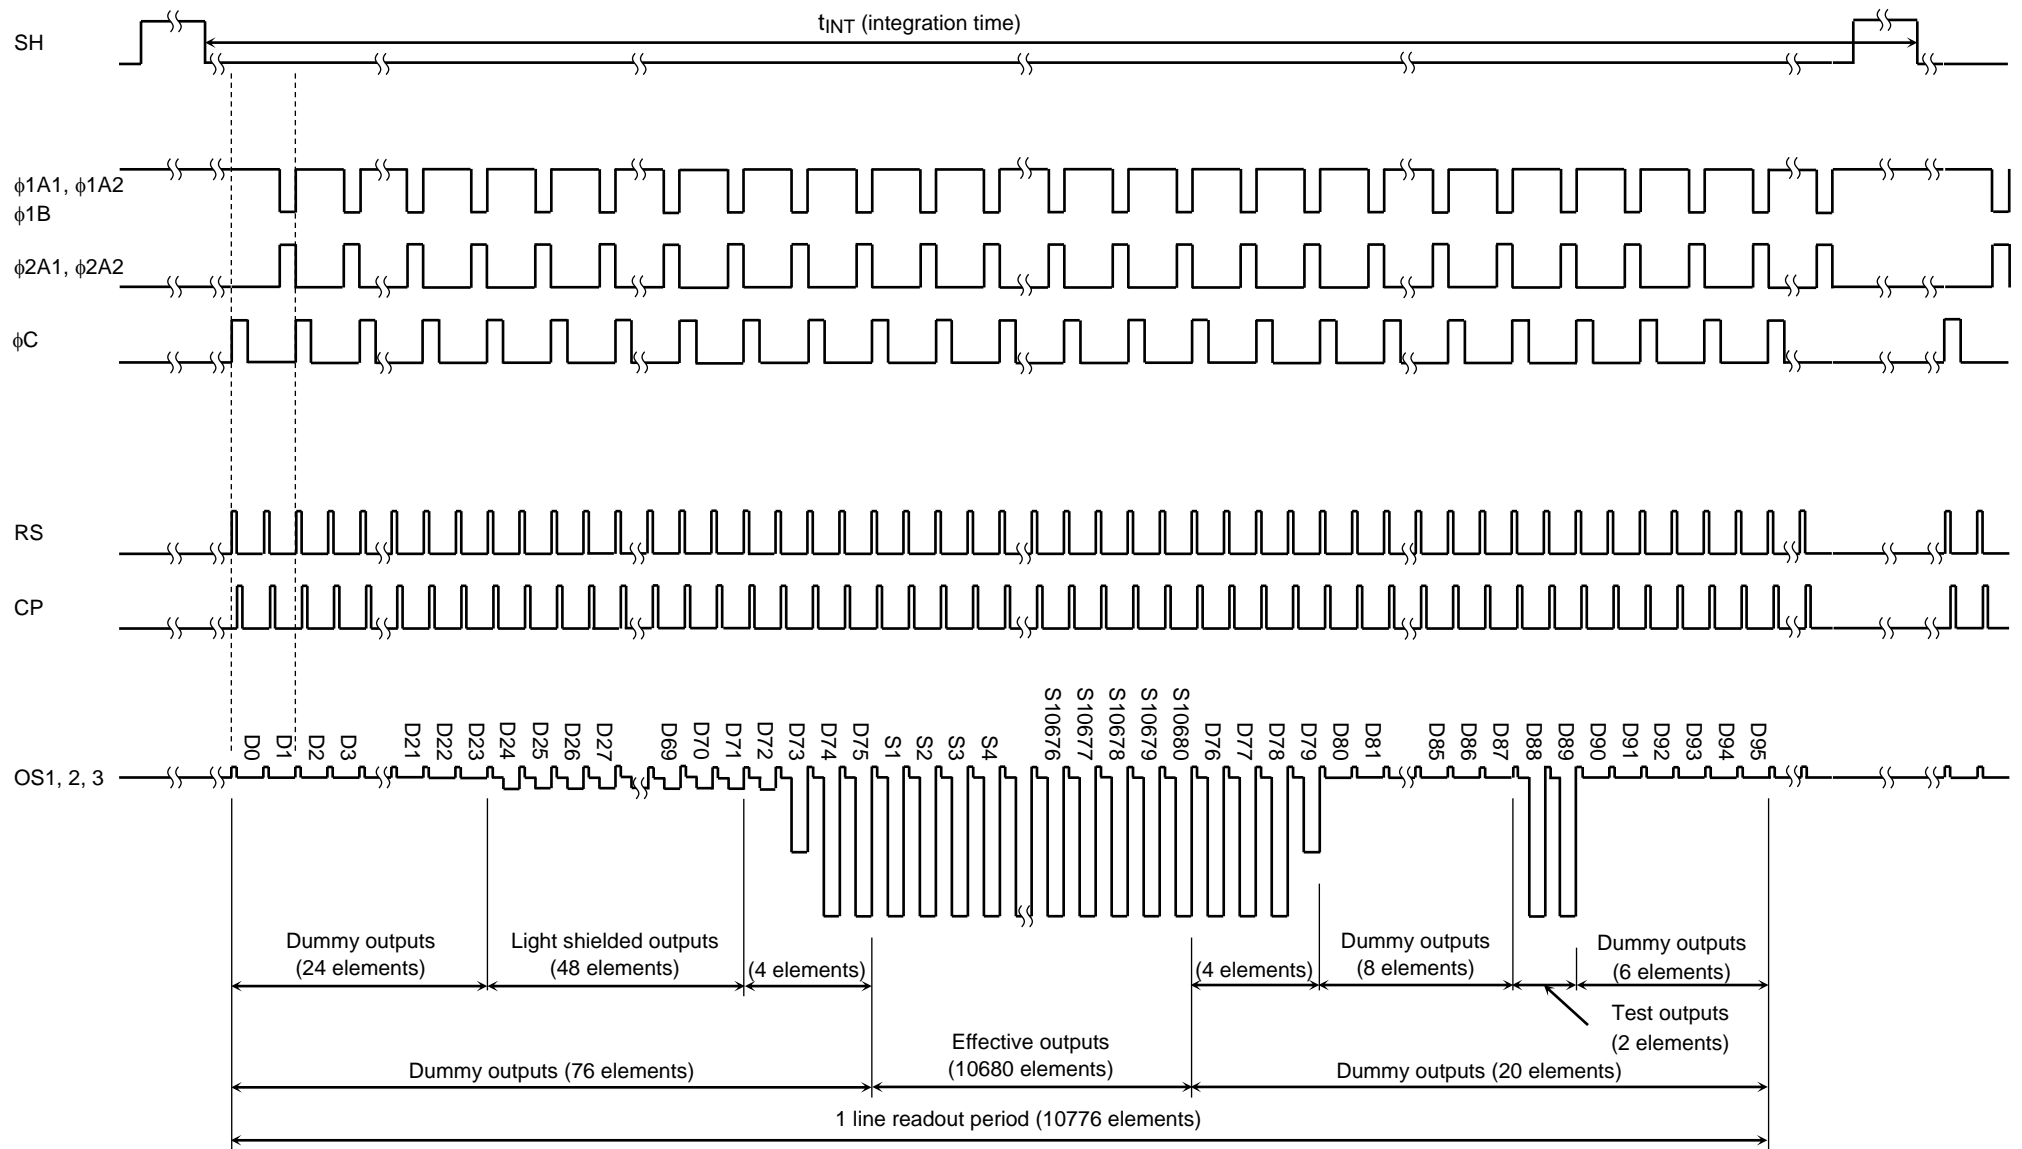 t_INT (integration time)
SH
ϕ1A1, ϕ1A2
ϕ1B
ϕ2A1, ϕ2A2
ϕC
RS
CP
D0 D1 D2 D3 D21 D22 D23 D24 D25 D26 D27 D69 D70 D71 D72 D73 D74 D75 S1 S2 S3 S4 S10676 S10677 S10678 S10679 S10680 D76 D77 D78 D79 D80 D81 D85 D86 D87 D88 D89 D90 D91 D92 D93 D94 D95
OS1, 2, 3
Dummy outputs
(24 elements)
Light shielded outputs
(48 elements)
(4 elements)
(4 elements)
Dummy outputs
(8 elements)
Dummy outputs
(6 elements)
Test outputs
(2 elements)
Dummy outputs (76 elements)
Effective outputs
(10680 elements)
Dummy outputs (20 elements)
1 line readout period (10776 elements)